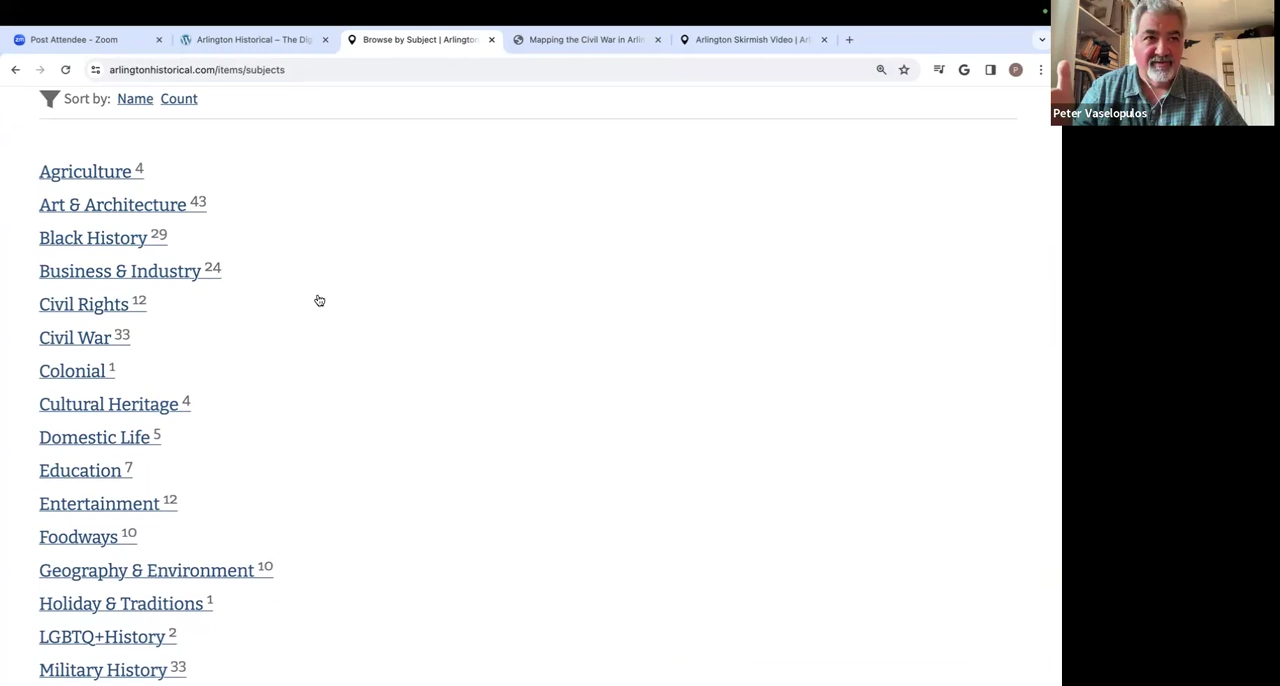 Post Attendee - Zoom
Arlington Historical – The Dig
Browse by Subject | Arlington
Mapping the Civil War in Arlin
Arlington Skirmish Video | Arl
arlingtonhistorical.com/items/subjects
P
Peter Vaselopulos
Sort by: Name Count
Agriculture 4
Art & Architecture 43
Black History 29
Business & Industry 24
Civil Rights 12
Civil War 33
Colonial 1
Cultural Heritage 4
Domestic Life 5
Education 7
Entertainment 12
Foodways 10
Geography & Environment 10
Holiday & Traditions 1
LGBTQ+History 2
Military History 33